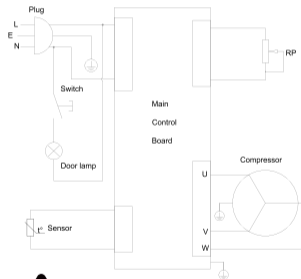 Plug
L
E
N
RP
Switch
Main
Control
Board
Door lamp
Compressor
U
t° Sensor
V
W